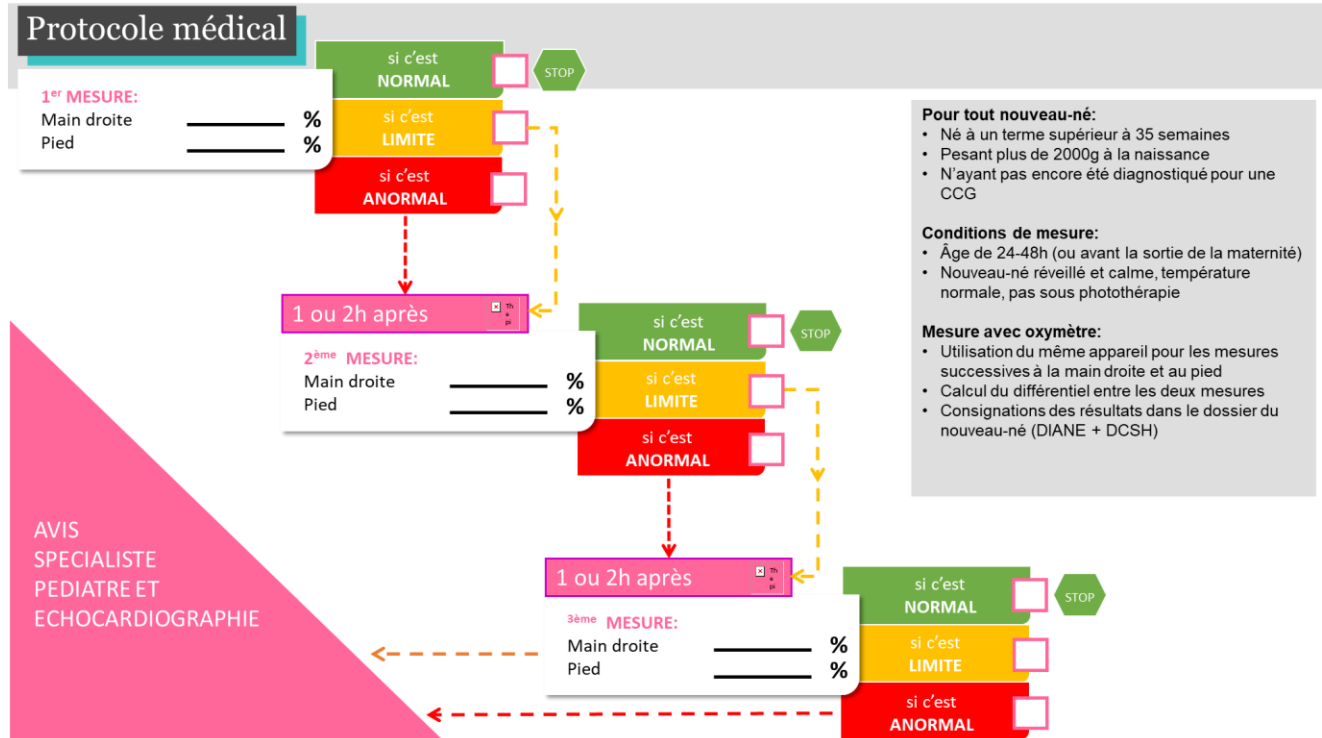 Protocole médical
si c'est
NORMAL
STOP
1er MESURE:
Main droite %
Pied %
si c'est
LIMITE
si c'est
ANORMAL
Pour tout nouveau-né:
• Né à un terme supérieur à 35 semaines
• Pesant plus de 2000g à la naissance
• N'ayant pas encore été diagnostiqué pour une
CCG
Conditions de mesure:
• Âge de 24-48h (ou avant la sortie de la maternité)
• Nouveau-né réveillé et calme, température
normale, pas sous photothérapie
Mesure avec oxymètre:
• Utilisation du même appareil pour les mesures
successives à la main droite et au pied
• Calcul du différentiel entre les deux mesures
• Consignations des résultats dans le dossier du
nouveau-né (DIANE + DCSH)
1 ou 2h après
2ème MESURE:
Main droite %
Pied %
si c'est
NORMAL
STOP
si c'est
LIMITE
si c'est
ANORMAL
1 ou 2h après
3ème MESURE:
Main droite %
Pied %
si c'est
NORMAL
STOP
si c'est
LIMITE
si c'est
ANORMAL
AVIS
SPECIALISTE
PEDIATRE ET
ECHOCARDIOGRAPHIE